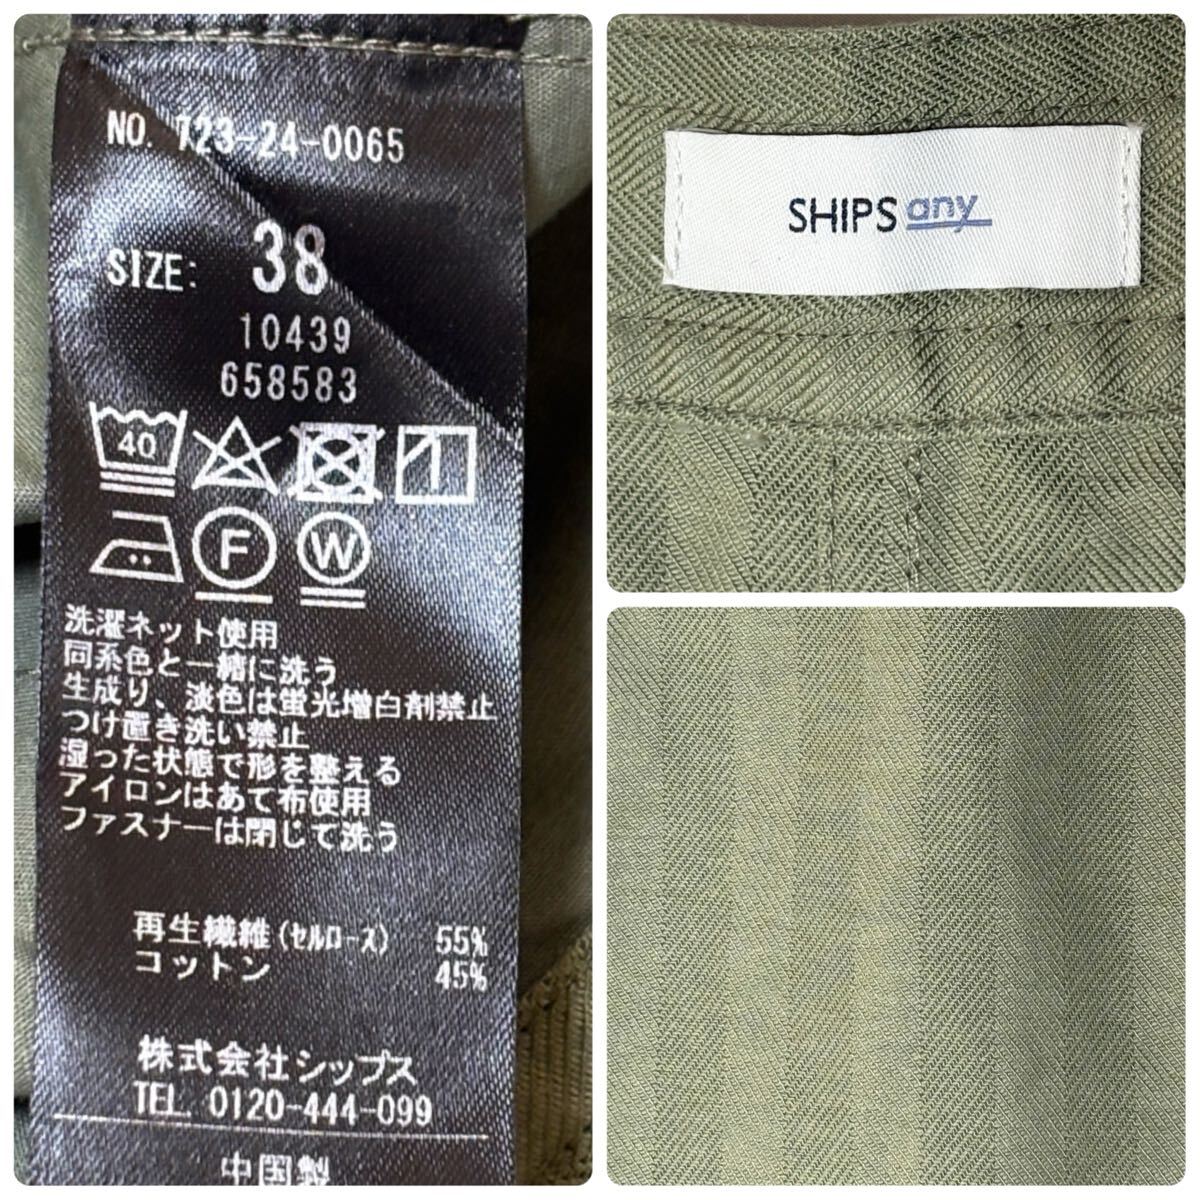 NO. 723-24-0065
SIZE: 38
10439
658583
40
F W
洗濯ネット使用
同系色と一緒に洗う
生成り、淡色は蛍光増白剤禁止
つけ置き洗い禁止
湿った状態で形を整える
アイロンはあて布使用
ファスナーは閉じて洗う
再生繊維(セルロース) 55%
コットン 45%
株式会社シップス
TEL. 0120-444-099
中国製
SHIPS any